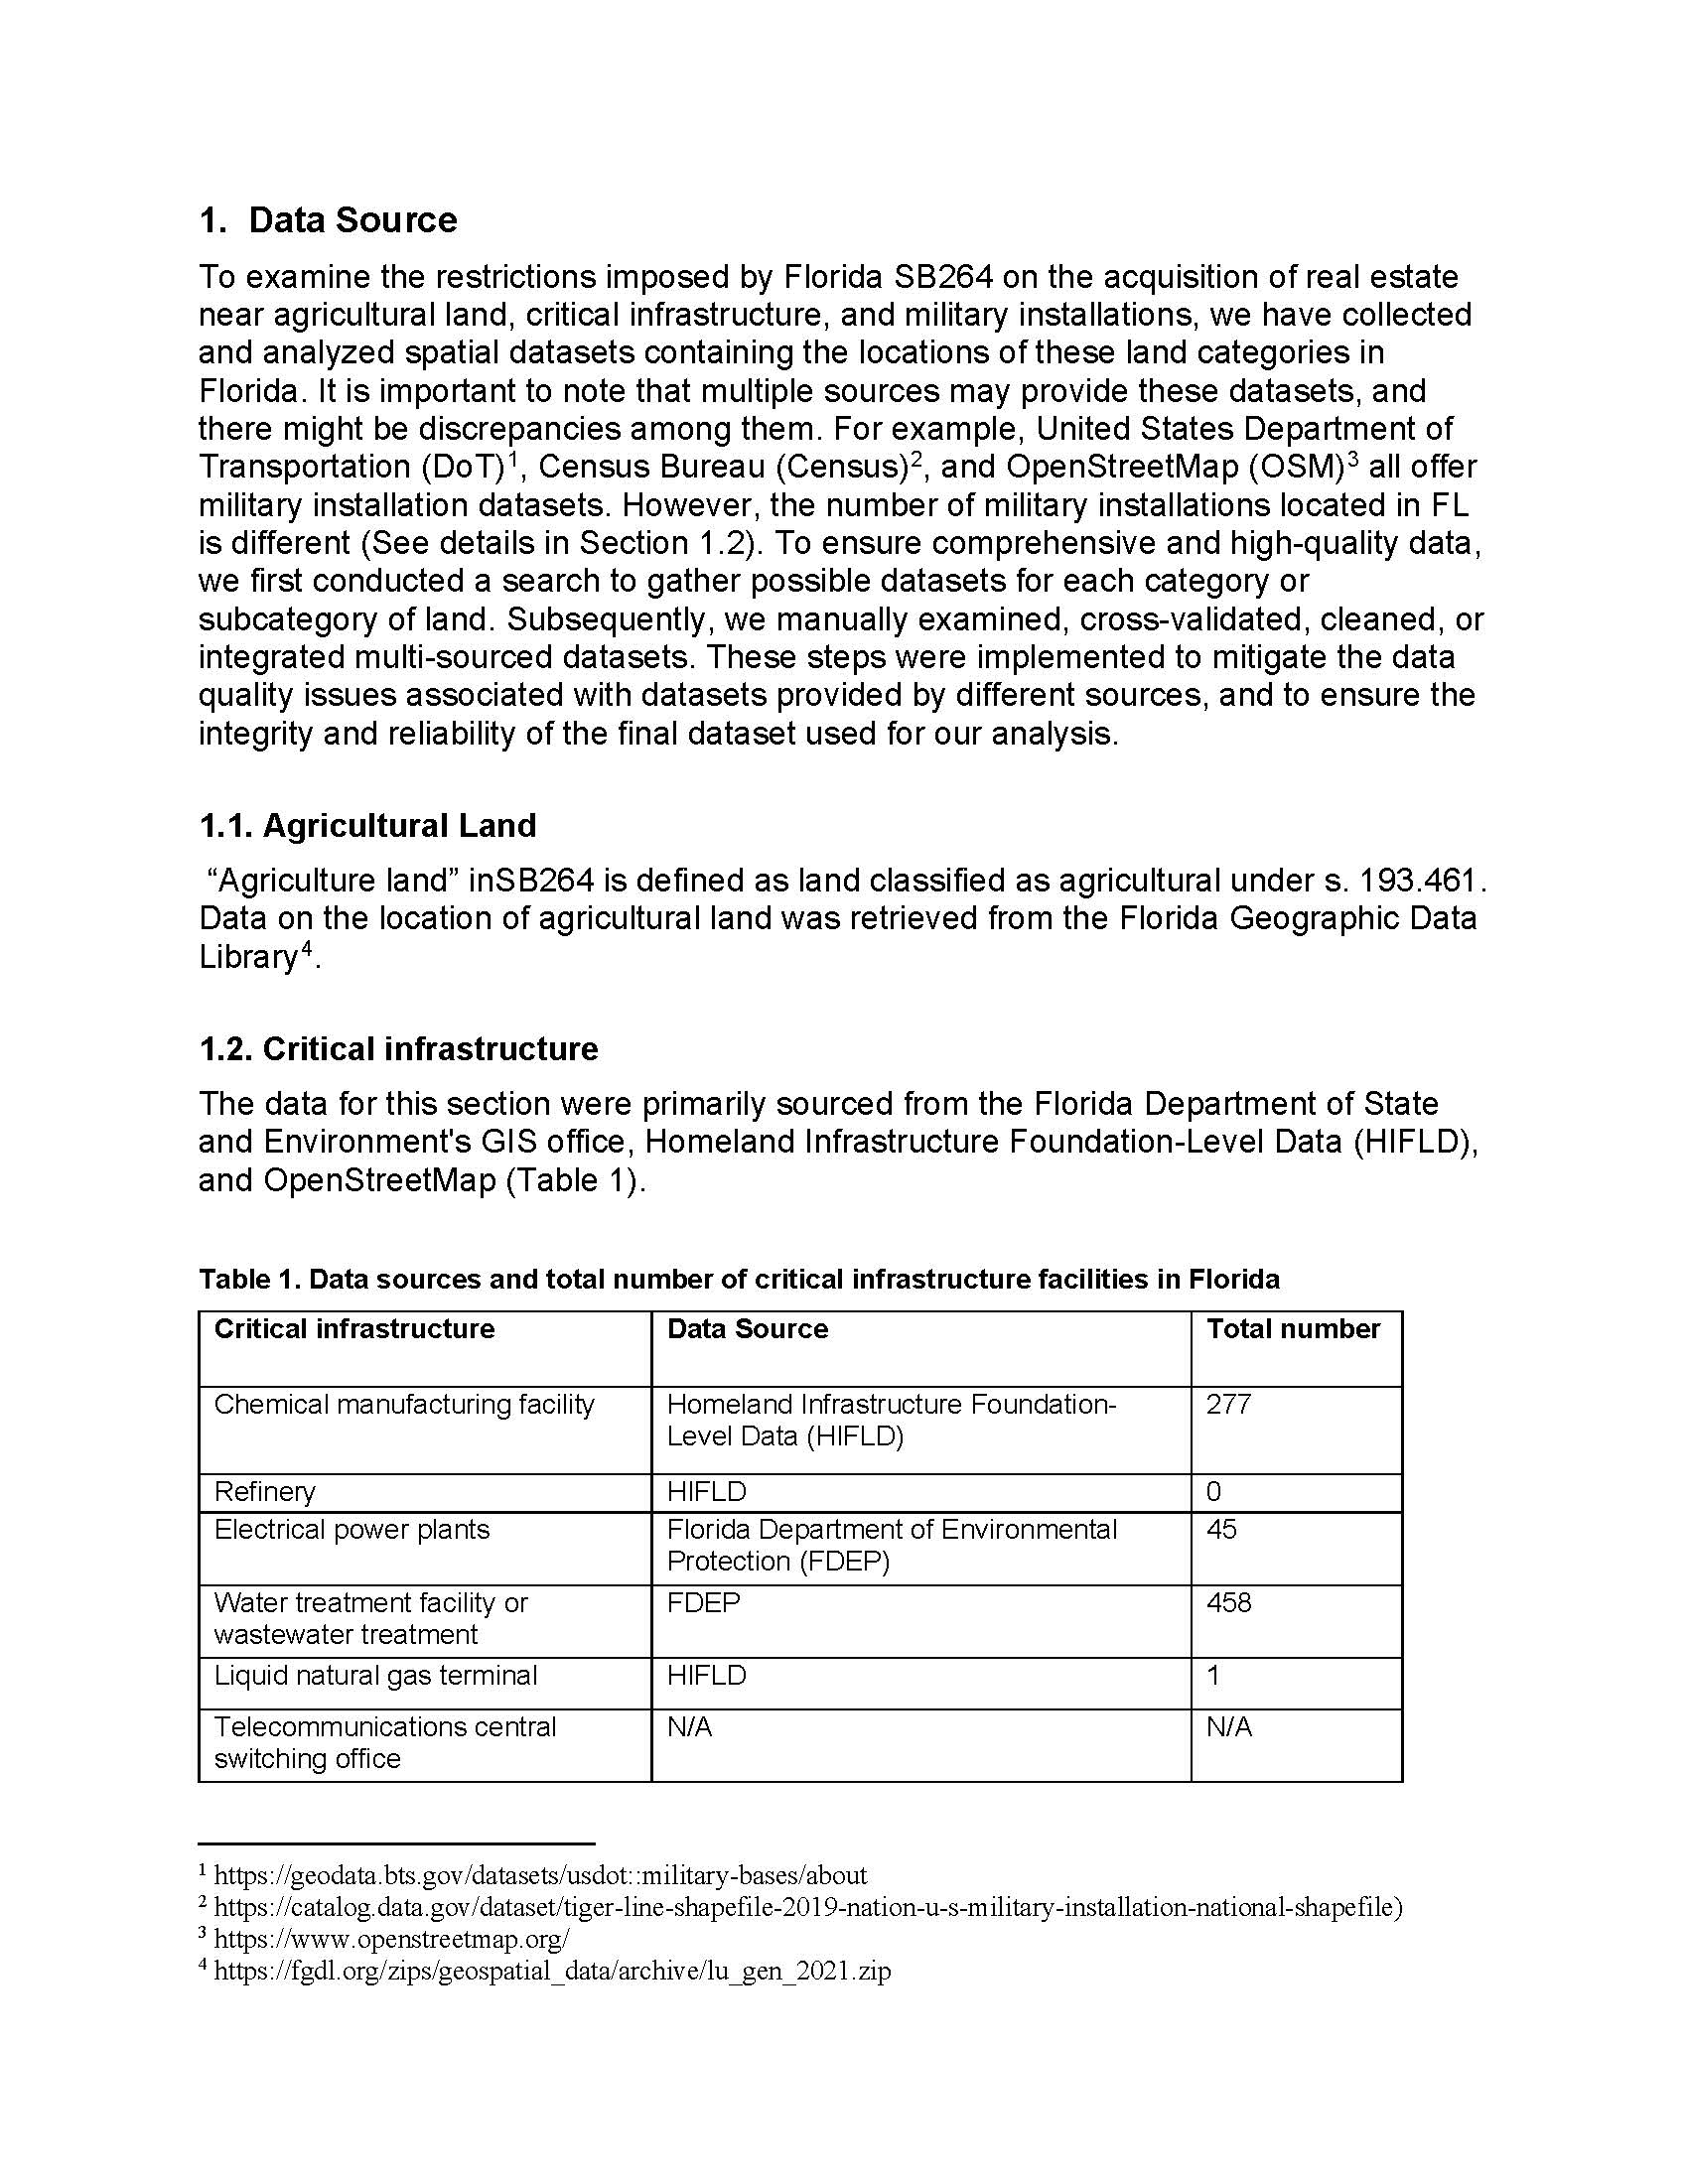 1. Data Source
To examine the restrictions imposed by Florida SB264 on the acquisition of real estate
near agricultural land, critical infrastructure, and military installations, we have collected
and analyzed spatial datasets containing the locations of these land categories in
Florida. It is important to note that multiple sources may provide these datasets, and
there might be discrepancies among them. For example, United States Department of
Transportation (DoT)¹, Census Bureau (Census)², and OpenStreetMap (OSM)³ all offer
military installation datasets. However, the number of military installations located in FL
is different (See details in Section 1.2). To ensure comprehensive and high-quality data,
we first conducted a search to gather possible datasets for each category or
subcategory of land. Subsequently, we manually examined, cross-validated, cleaned, or
integrated multi-sourced datasets. These steps were implemented to mitigate the data
quality issues associated with datasets provided by different sources, and to ensure the
integrity and reliability of the final dataset used for our analysis.
1.1. Agricultural Land
“Agriculture land” inSB264 is defined as land classified as agricultural under s. 193.461.
Data on the location of agricultural land was retrieved from the Florida Geographic Data
Library⁴.
1.2. Critical infrastructure
The data for this section were primarily sourced from the Florida Department of State
and Environment's GIS office, Homeland Infrastructure Foundation-Level Data (HIFLD),
and OpenStreetMap (Table 1).
Table 1. Data sources and total number of critical infrastructure facilities in Florida
Critical infrastructure Data Source Total number
Chemical manufacturing facility Homeland Infrastructure Foundation- 277
Level Data (HIFLD)
Refinery HIFLD 0
Electrical power plants Florida Department of Environmental 45
Protection (FDEP)
Water treatment facility or FDEP 458
wastewater treatment
Liquid natural gas terminal HIFLD 1
Telecommunications central N/A N/A
switching office
¹ https://geodata.bts.gov/datasets/usdot::military-bases/about
² https://catalog.data.gov/dataset/tiger-line-shapefile-2019-nation-u-s-military-installation-national-shapefile)
³ https://www.openstreetmap.org/
⁴ https://fgdl.org/zips/geospatial_data/archive/lu_gen_2021.zip